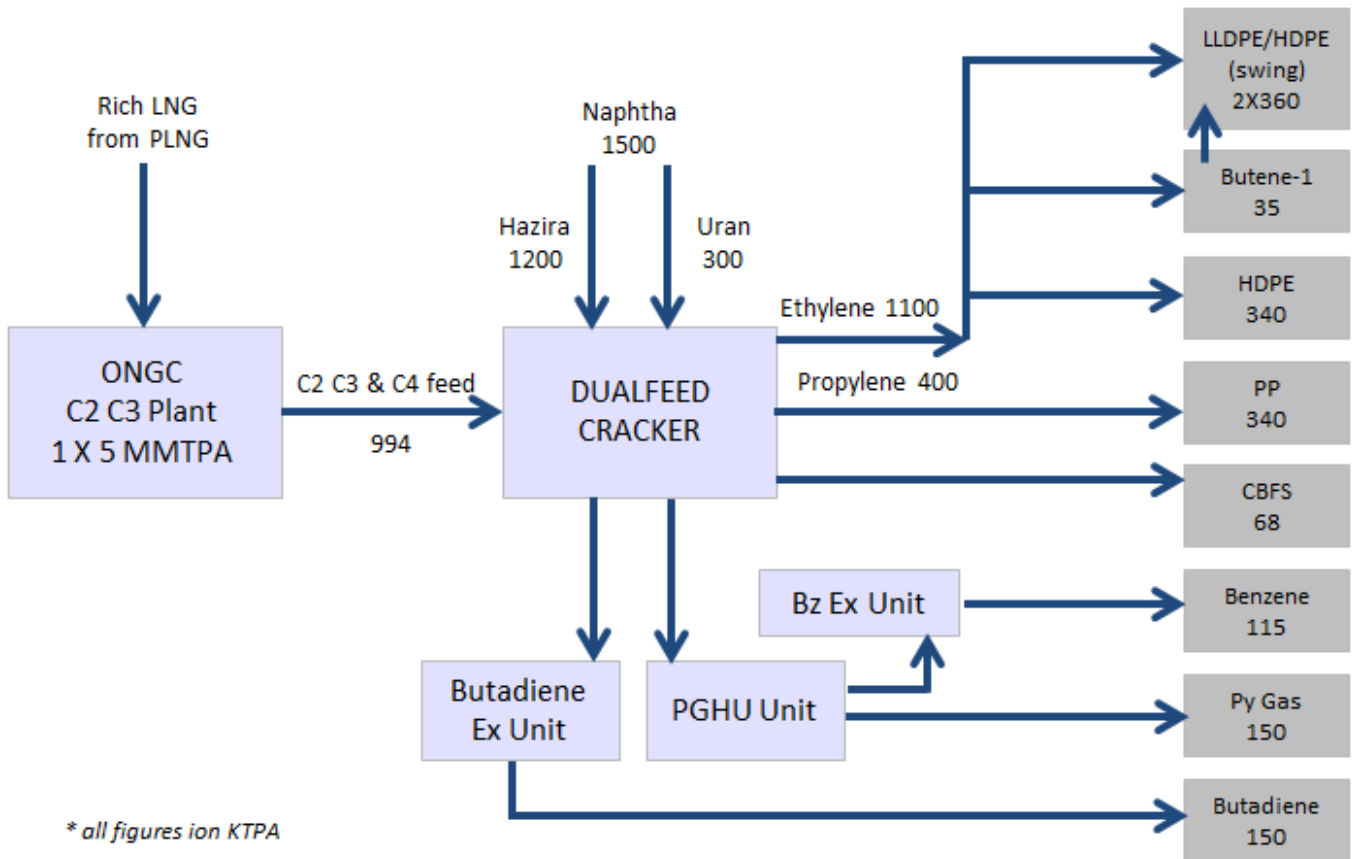 Rich LNG
from PLNG
Naphtha
1500
Hazira
1200
Uran
300
ONGC
C2 C3 Plant
1 X 5 MMTPA
C2 C3 & C4 feed
994
DUALFEED
CRACKER
Ethylene 1100
Propylene 400
LLDPE/HDPE
(swing)
2X360
Butene-1
35
HDPE
340
PP
340
CBFS
68
Bz Ex Unit
Benzene
115
Butadiene
Ex Unit
PGHU Unit
Py Gas
150
Butadiene
150
* all figures ion KTPA